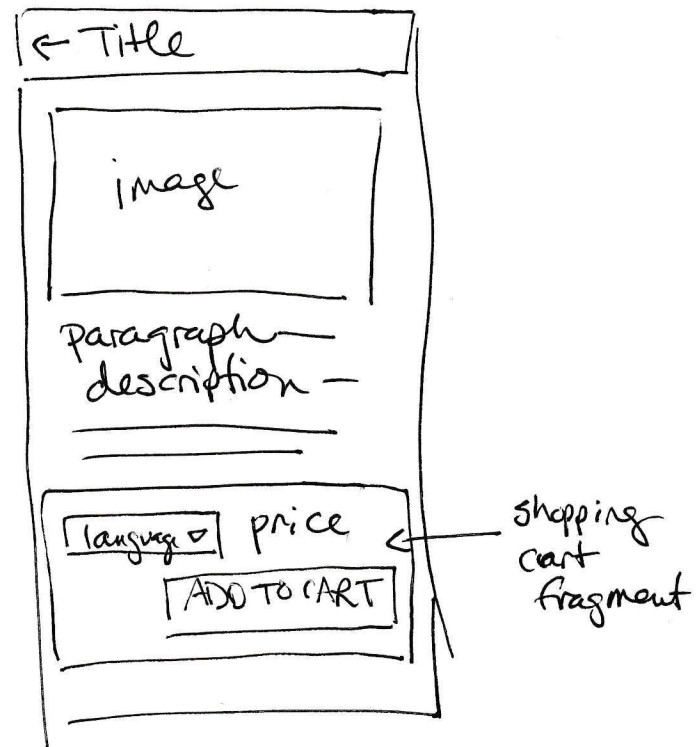 ← Title
image
paragraph
description
language ▽ price
ADD TO CART
shopping
cart
fragment